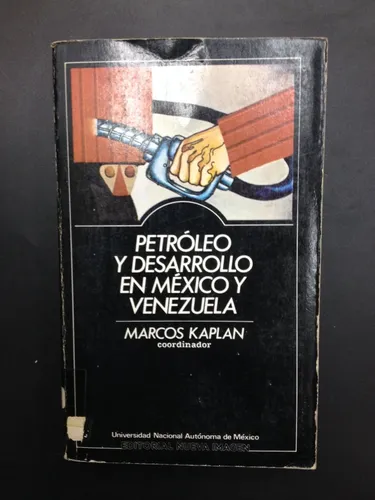 PETRÓLEO
Y DESARROLLO
EN MÉXICO Y
VENEZUELA
MARCOS KAPLAN
coordinador
Universidad Nacional Autónoma de México
EDITORIAL NUEVA IMAGEN